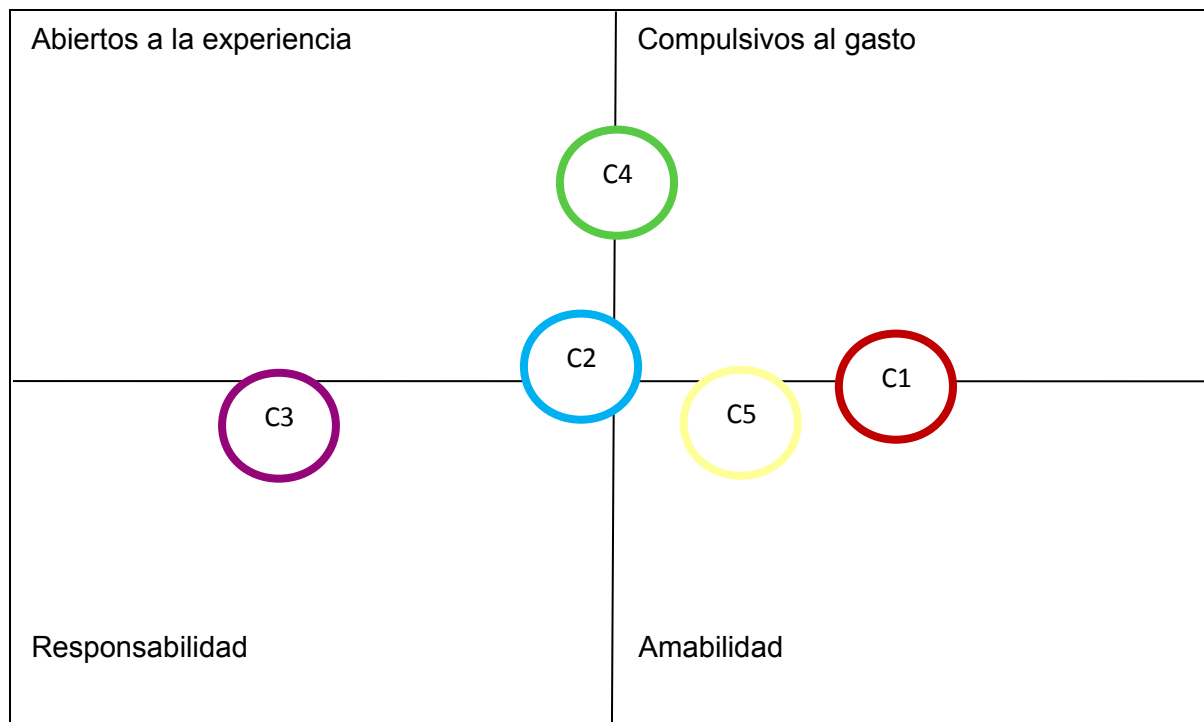 Abiertos a la experiencia
Compulsivos al gasto
C4
C2
C1
C3
C5
Responsabilidad
Amabilidad